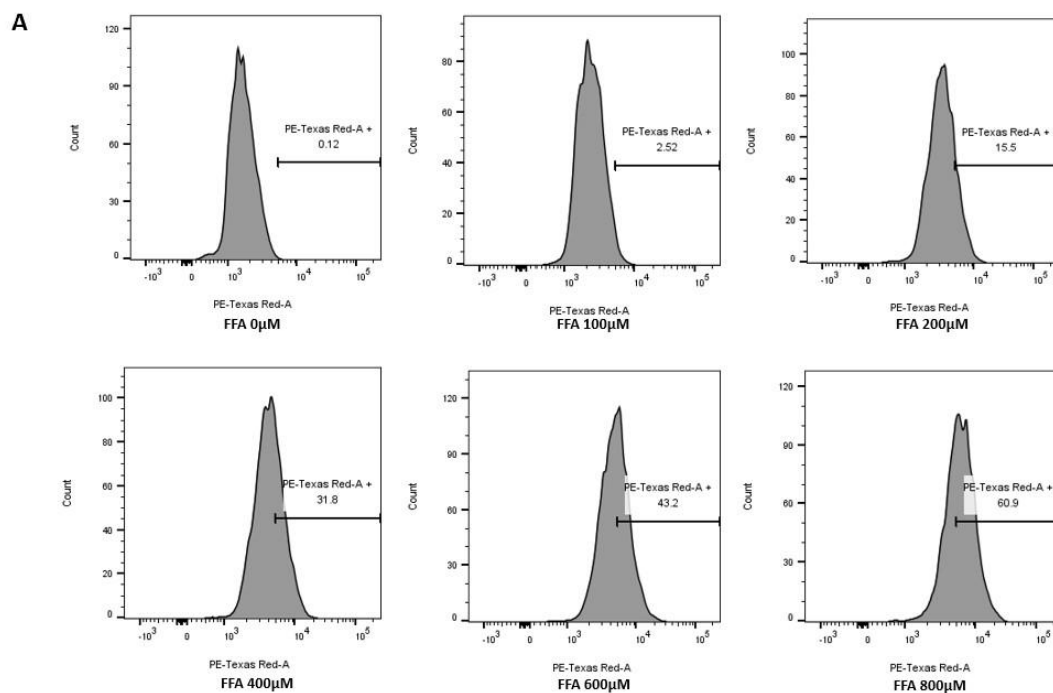 A
120
90
60
30
0
Count
PE-Texas Red-A +
0.12
-10³ 0 10³ 10⁴ 10⁵
PE-Texas Red-A
FFA 0µM
80
60
40
20
0
Count
PE-Texas Red-A +
2.52
-10³ 0 10³ 10⁴ 10⁵
PE-Texas Red-A
FFA 100µM
100
80
60
40
20
0
Count
PE-Texas Red-A +
15.5
-10³ 0 10³ 10⁴ 10⁵
PE-Texas Red-A
FFA 200µM
100
80
60
40
20
0
Count
PE-Texas Red-A +
31.8
-10³ 0 10³ 10⁴ 10⁵
PE-Texas Red-A
FFA 400µM
120
90
60
30
0
Count
PE-Texas Red-A +
43.2
-10³ 0 10³ 10⁴ 10⁵
PE-Texas Red-A
FFA 600µM
120
90
60
30
0
Count
PE-Texas Red-A +
60.9
-10³ 0 10³ 10⁴ 10⁵
PE-Texas Red-A
FFA 800µM